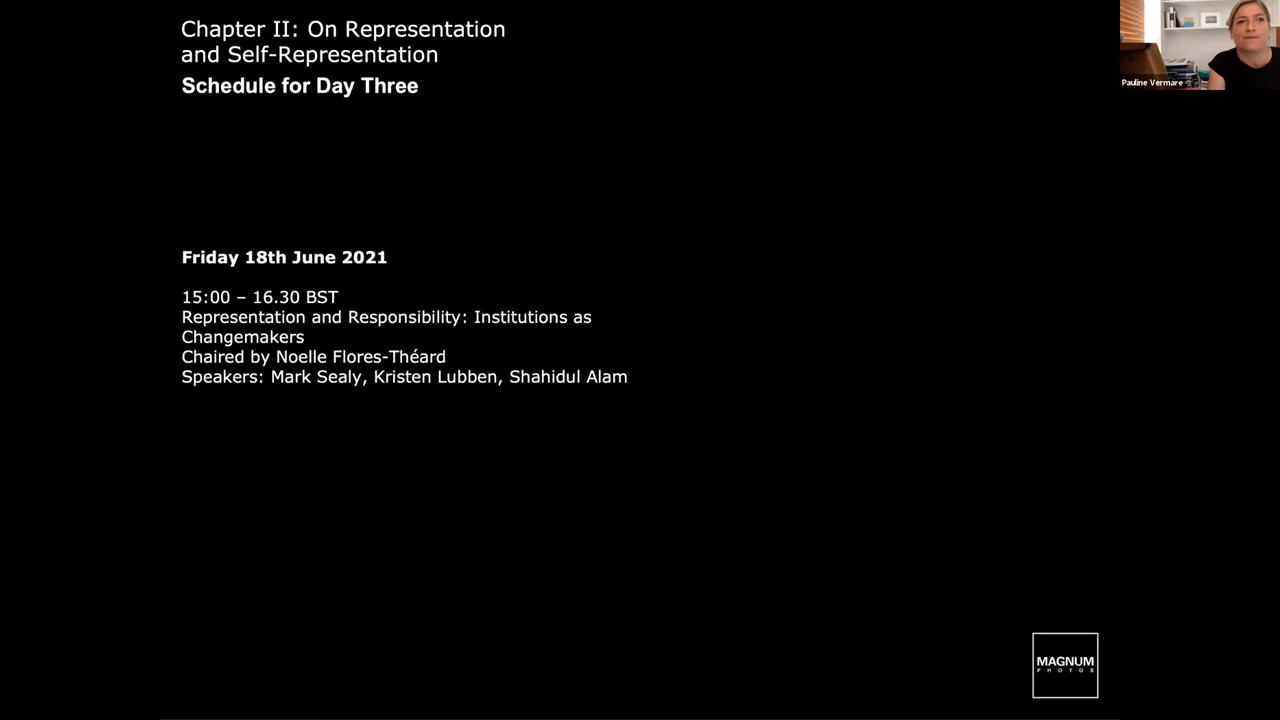 Chapter II: On Representation
and Self-Representation
Schedule for Day Three
Pauline Vermare
Friday 18th June 2021
15:00 – 16.30 BST
Representation and Responsibility: Institutions as
Changemakers
Chaired by Noelle Flores-Théard
Speakers: Mark Sealy, Kristen Lubben, Shahidul Alam
MAGNUM
PHOTOS